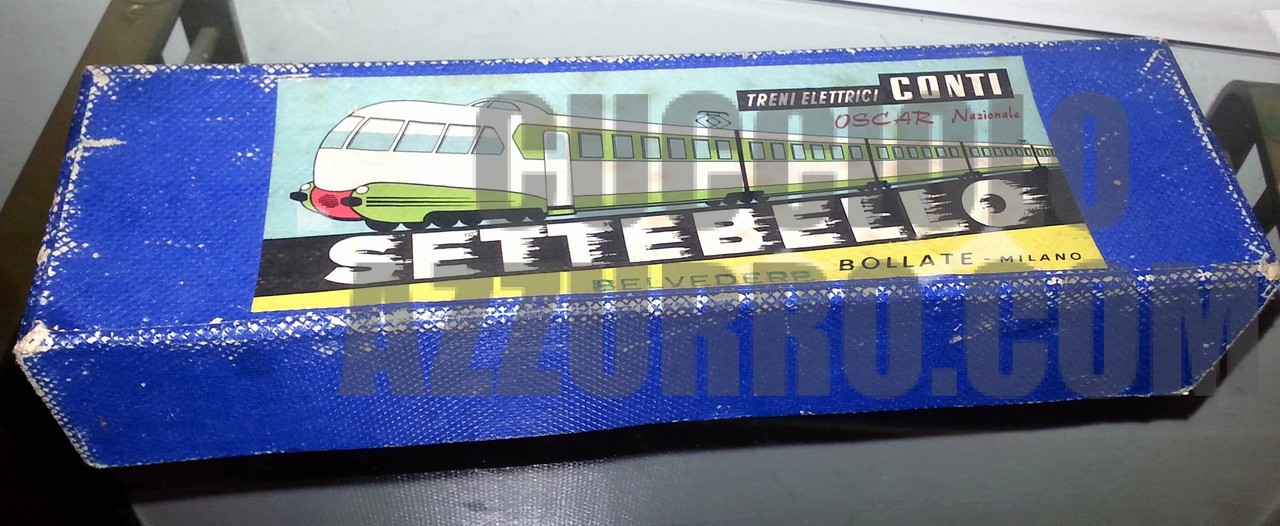 TRENI ELETTRICI CONTI
OSCAR Nazionale
SETTEBELLO
BELVEDERE
BOLLATE - MILANO
AZZURRO.COM